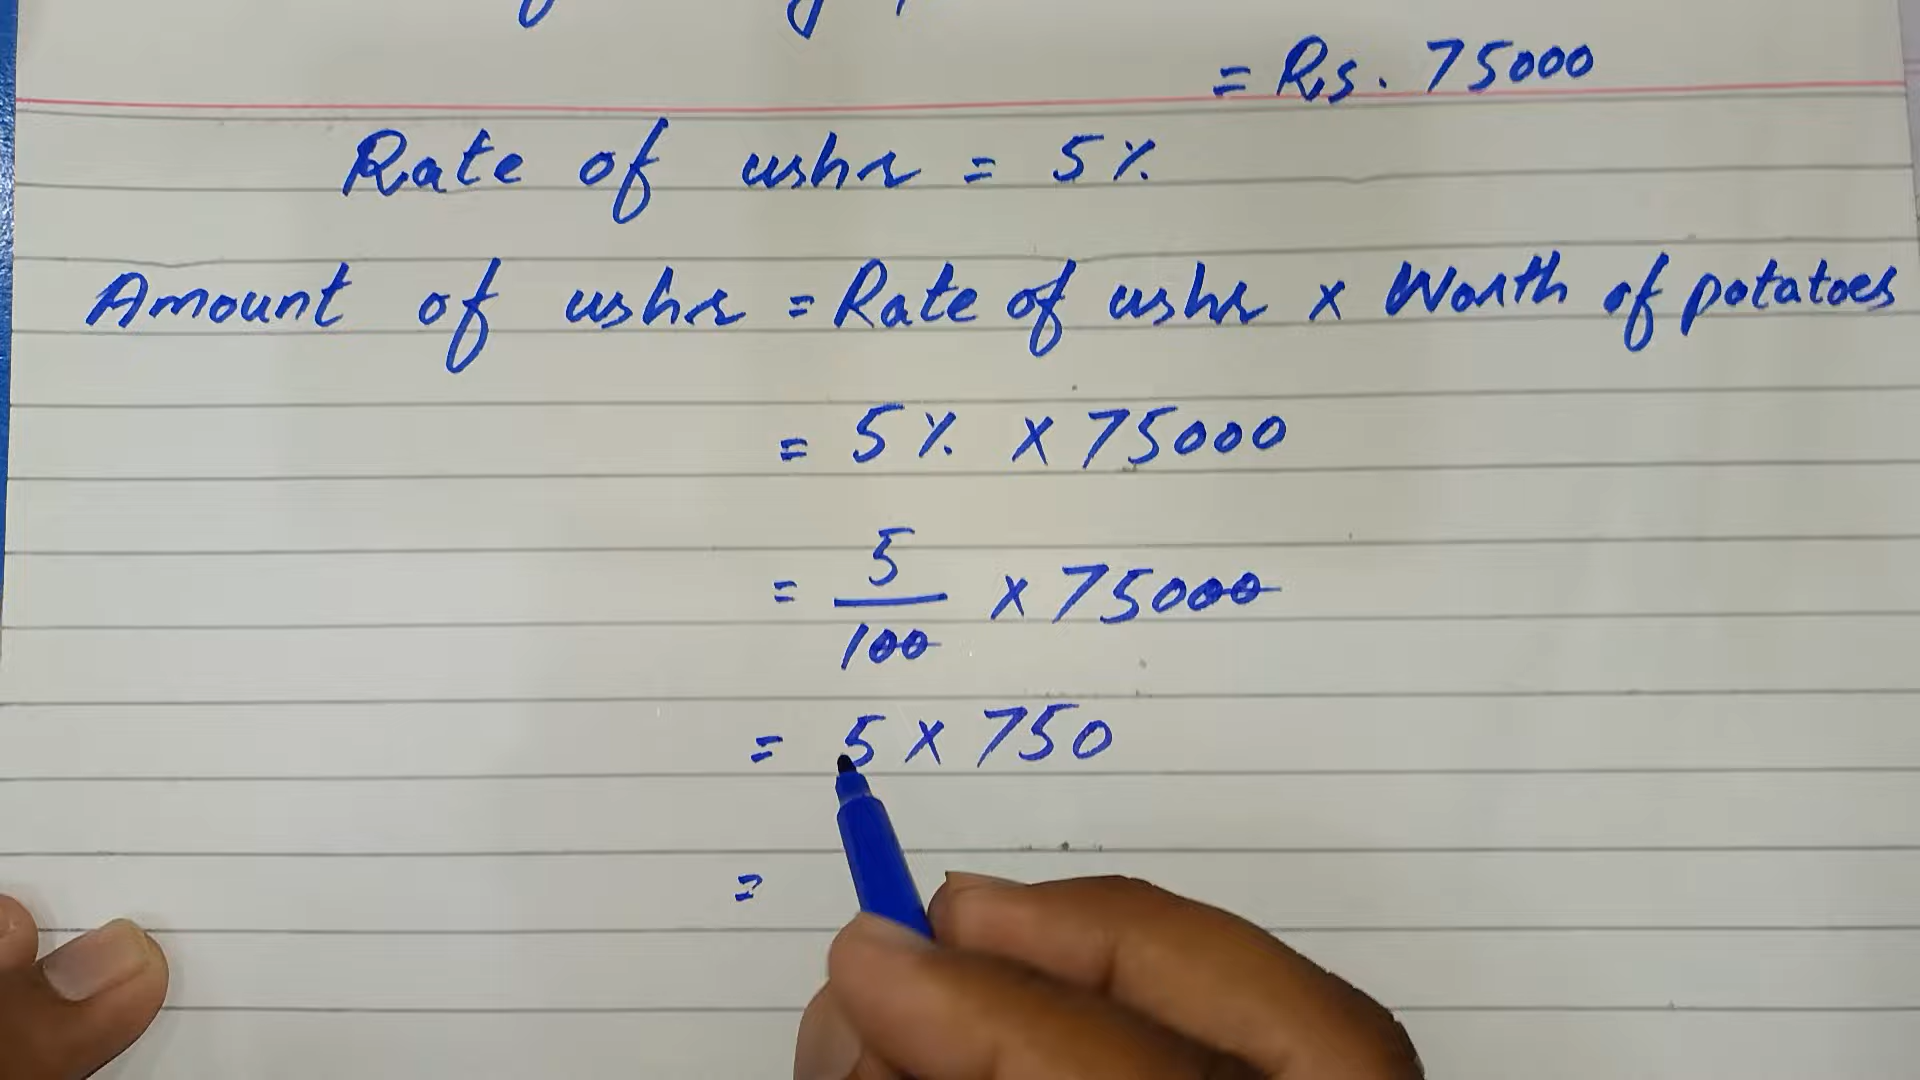 = Rs. 75000
Rate of ushr = 5%
Amount of ushr = Rate of ushr x Worth of potatoes
= 5% x 75000
= 5/100 x 75000
= 5 x 750
=